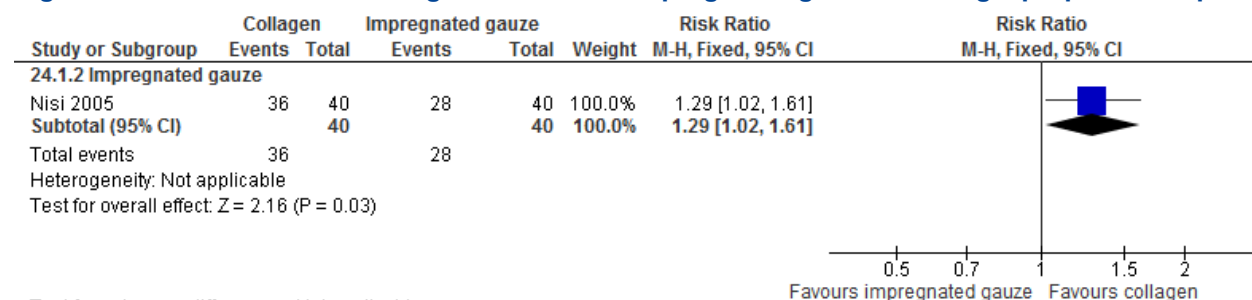 Collagen Impregnated gauze Risk Ratio Risk Ratio
Study or Subgroup Events Total Events Total Weight M-H, Fixed, 95% CI M-H, Fixed, 95% CI
24.1.2 Impregnated gauze
Nisi 2005 36 40 28 40 100.0% 1.29 [1.02, 1.61]
Subtotal (95% CI) 40 40 100.0% 1.29 [1.02, 1.61]
Total events 36 28
Heterogeneity: Not applicable
Test for overall effect: Z = 2.16 (P = 0.03)
0.5 0.7 1 1.5 2
Favours impregnated gauze Favours collagen